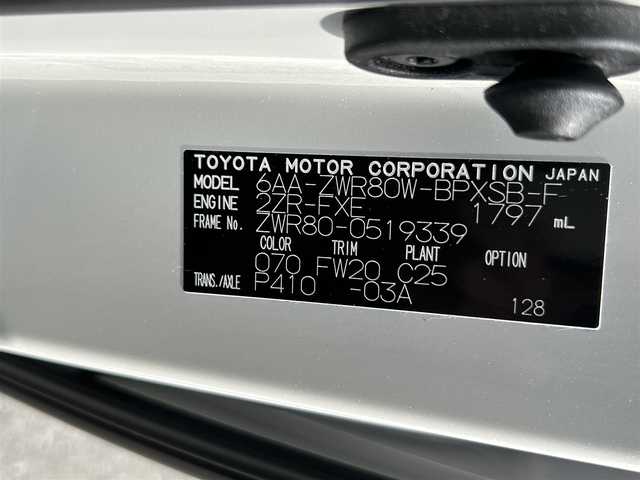 TOYOTA MOTOR CORPORATION JAPAN
MODEL 6AA-ZWR80W-BPXSB-F
ENGINE 2ZR-FXE 1797 mL
FRAME No. ZWR80-0519339
COLOR TRIM PLANT OPTION
070 FW20 C25
TRANS./AXLE P410 -03A
128